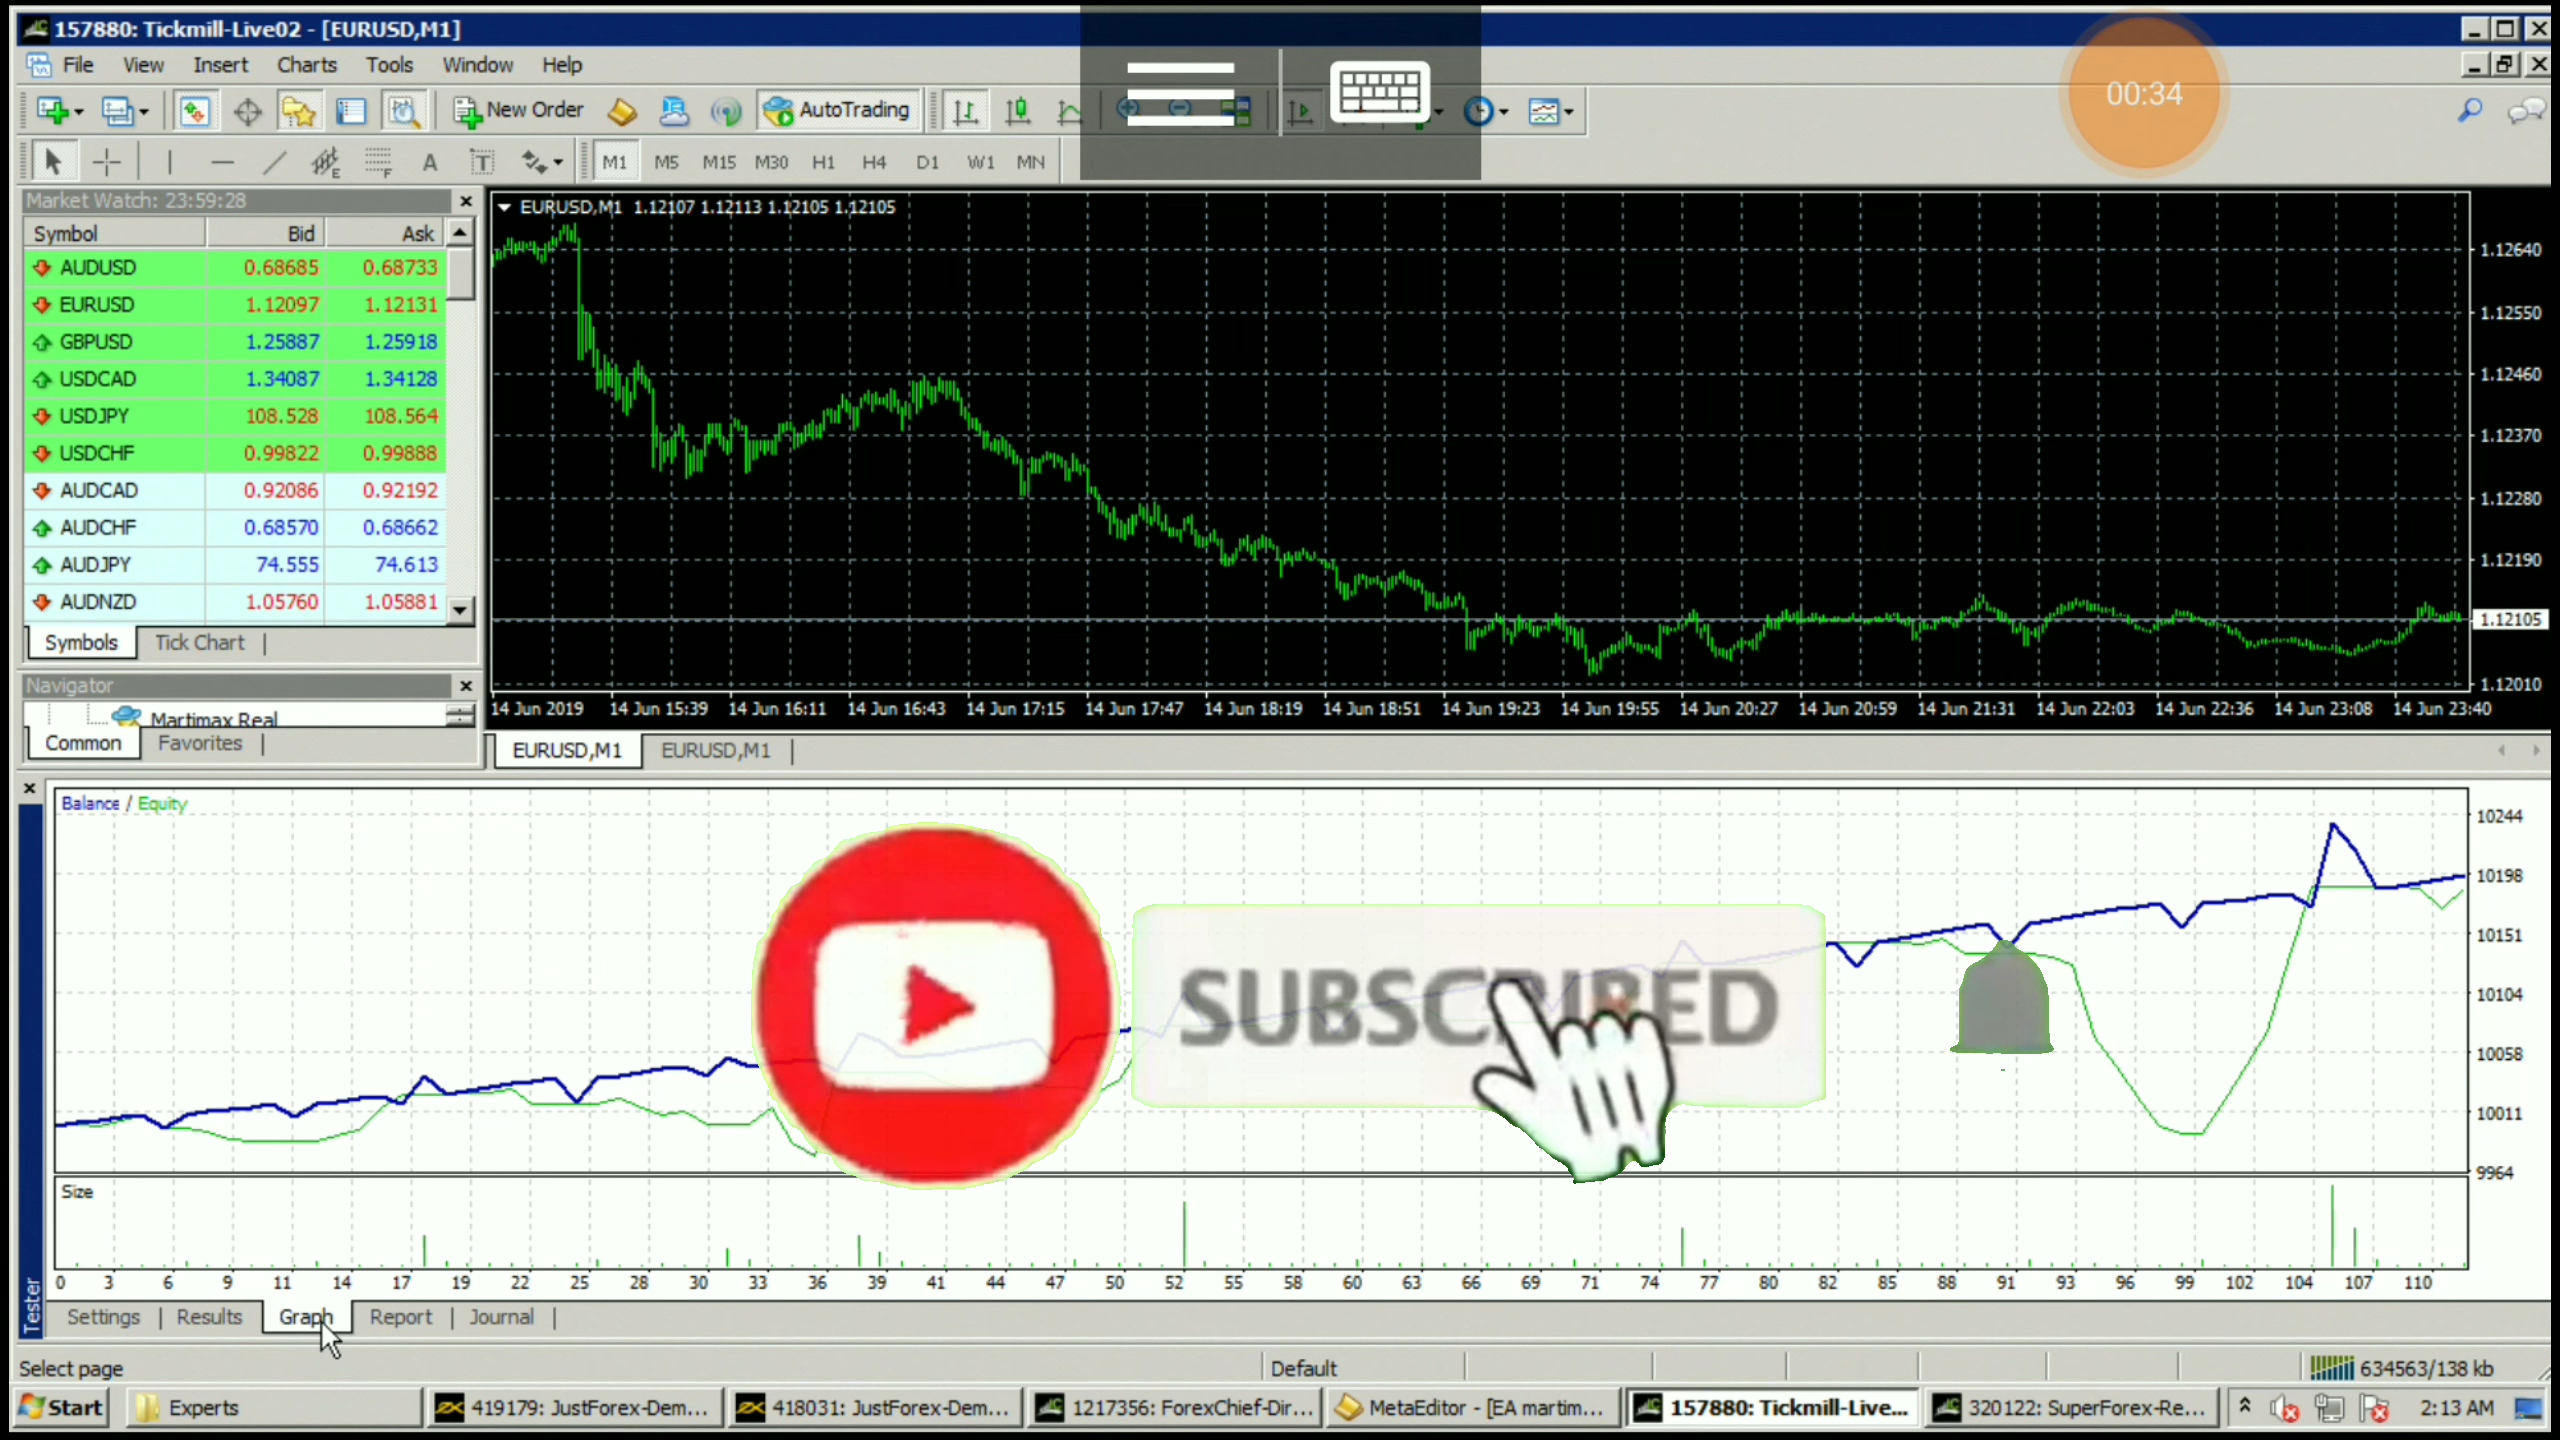 157880: Tickmill-Live02 - [EURUSD,M1]
00:34
File View Insert Charts Tools Window Help
New Order AutoTrading
E F A T M1 M5 M15 M30 H1 H4 D1 W1 MN
Market Watch: 23:59:28
Symbol Bid Ask
AUDUSD 0.68685 0.68733
EURUSD 1.12097 1.12131
GBPUSD 1.25887 1.25918
USDCAD 1.34087 1.34128
USDJPY 108.528 108.564
USDCHF 0.99822 0.99888
AUDCAD 0.92086 0.92192
AUDCHF 0.68570 0.68662
AUDJPY 74.555 74.613
AUDNZD 1.05760 1.05881
Symbols Tick Chart
Navigator
Martimax Real
Common Favorites
EURUSD,M1 1.12107 1.12113 1.12105 1.12105
1.12640
1.12550
1.12460
1.12370
1.12280
1.12190
1.12105
1.12010
14 Jun 2019 14 Jun 15:39 14 Jun 16:11 14 Jun 16:43 14 Jun 17:15 14 Jun 17:47 14 Jun 18:19 14 Jun 18:51 14 Jun 19:23 14 Jun 19:55 14 Jun 20:27 14 Jun 20:59 14 Jun 21:31 14 Jun 22:03 14 Jun 22:36 14 Jun 23:08 14 Jun 23:40
EURUSD,M1 EURUSD,M1
Balance / Equity
10244
10198
10151
10104
10058
10011
9964
SUBSCRIBED
Size
0 3 6 9 11 14 17 19 22 25 28 30 33 36 39 41 44 47 50 52 55 58 60 63 66 69 71 74 77 80 82 85 88 91 93 96 99 102 104 107 110
Tester
Settings Results Graph Report Journal
Select page Default 634563/138 kb
Start Experts 419179: JustForex-Dem... 418031: JustForex-Dem... 1217356: ForexChief-Dir... MetaEditor - [EA martim... 157880: Tickmill-Live... 320122: SuperForex-Re... 2:13 AM